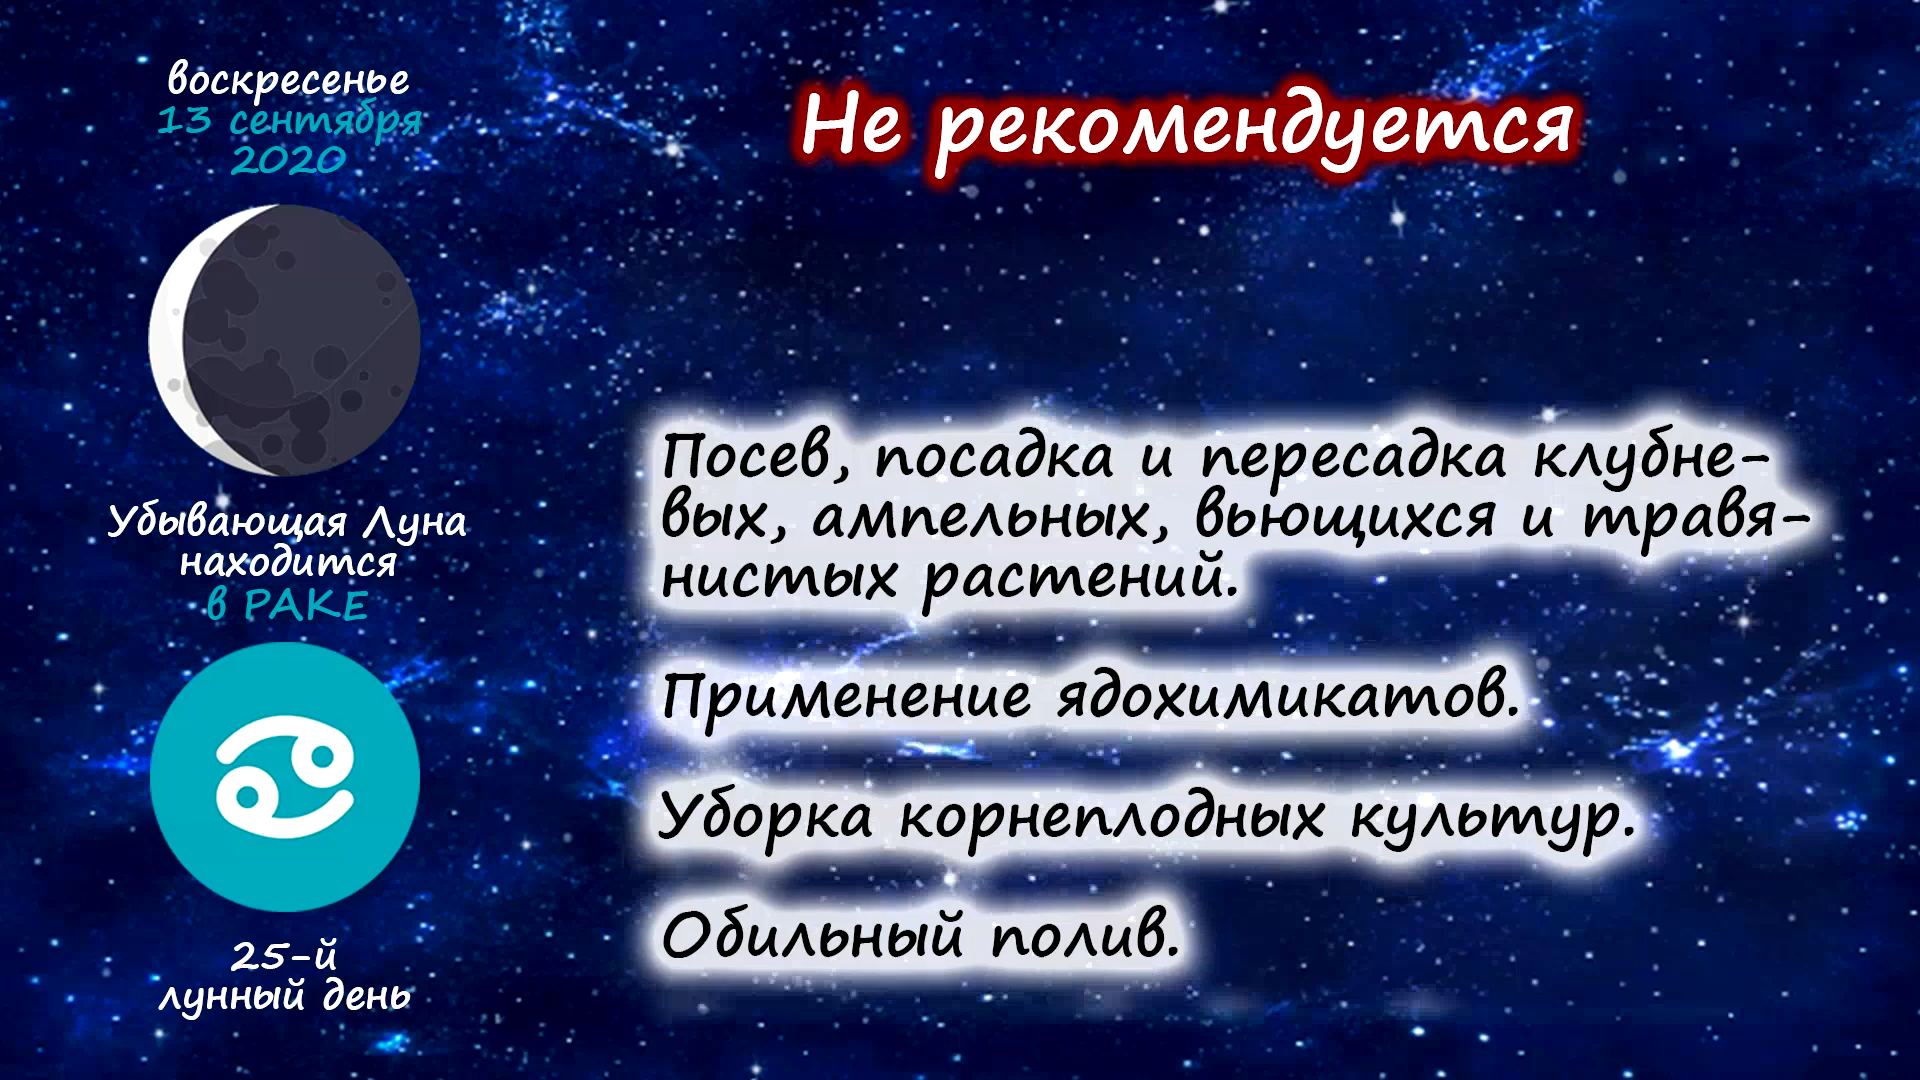 воскресенье
13 сентября
2020
Убывающая Луна
находится
в РАКЕ
25-й
лунный день
Не рекомендуется
Посев, посадка и пересадка клубне-
вых, ампельных, вьющихся и травя-
нистых растений.
Применение ядохимикатов.
Уборка корнеплодных культур.
Обильный полив.